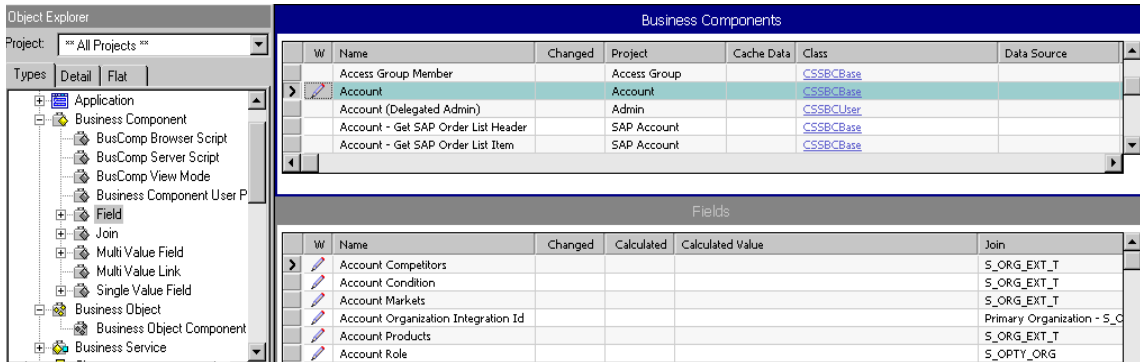 Object Explorer
Project: ** All Projects **
Types Detail Flat
Application
Business Component
BusComp Browser Script
BusComp Server Script
BusComp View Mode
Business Component User P
Field
Join
Multi Value Field
Multi Value Link
Single Value Field
Business Object
Business Object Component
Business Service
Business Components
W Name Changed Project Cache Data Class Data Source
Access Group Member Access Group CSSBCBase
Account Account CSSBCBase
Account (Delegated Admin) Admin CSSBCUser
Account - Get SAP Order List Header SAP Account CSSBCBase
Account - Get SAP Order List Item SAP Account CSSBCBase
Fields
W Name Changed Calculated Calculated Value Join
Account Competitors S_ORG_EXT_T
Account Condition S_ORG_EXT_T
Account Markets S_ORG_EXT_T
Account Organization Integration Id Primary Organization - S_O
Account Products S_ORG_EXT_T
Account Role S_OPTY_ORG